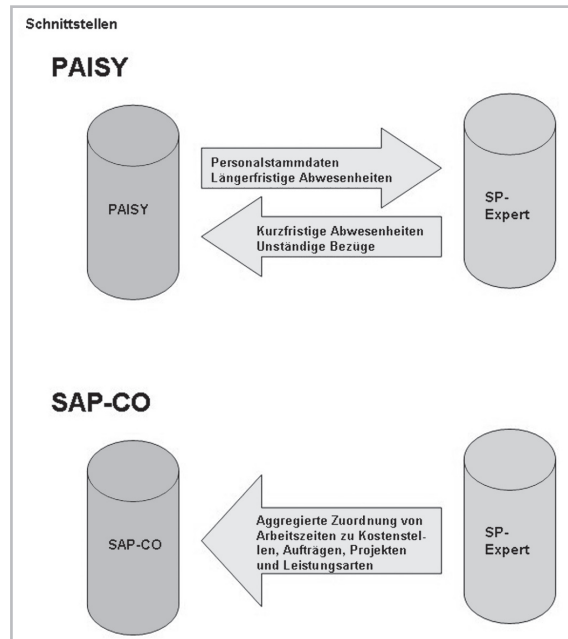 Schnittstellen
PAISY
PAISY
Personalstammdaten
Längerfristige Abwesenheiten
SP-
Expert
Kurzfristige Abwesenheiten
Unständige Bezüge
SAP-CO
SAP-CO
Aggregierte Zuordnung von
Arbeitszeiten zu Kostenstel-
len, Aufträgen, Projekten
und Leistungsarten
SP-
Expert